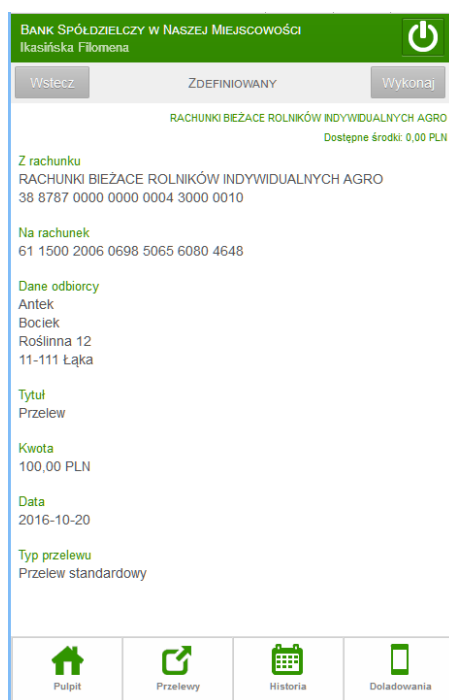 Bank Spółdzielczy w Naszej Miejscowości
Ikasińska Filomena
Wstecz
Zdefiniowany
Wykonaj
RACHUNKI BIEŻACE ROLNIKÓW INDYWIDUALNYCH AGRO
Dostępne środki: 0,00 PLN
Z rachunku
RACHUNKI BIEŻACE ROLNIKÓW INDYWIDUALNYCH AGRO
38 8787 0000 0000 0004 3000 0010
Na rachunek
61 1500 2006 0698 5065 6080 4648
Dane odbiorcy
Antek
Bociek
Roślinna 12
11-111 Łąka
Tytuł
Przelew
Kwota
100,00 PLN
Data
2016-10-20
Typ przelewu
Przelew standardowy
Pulpit
Przelewy
Historia
Doladowania